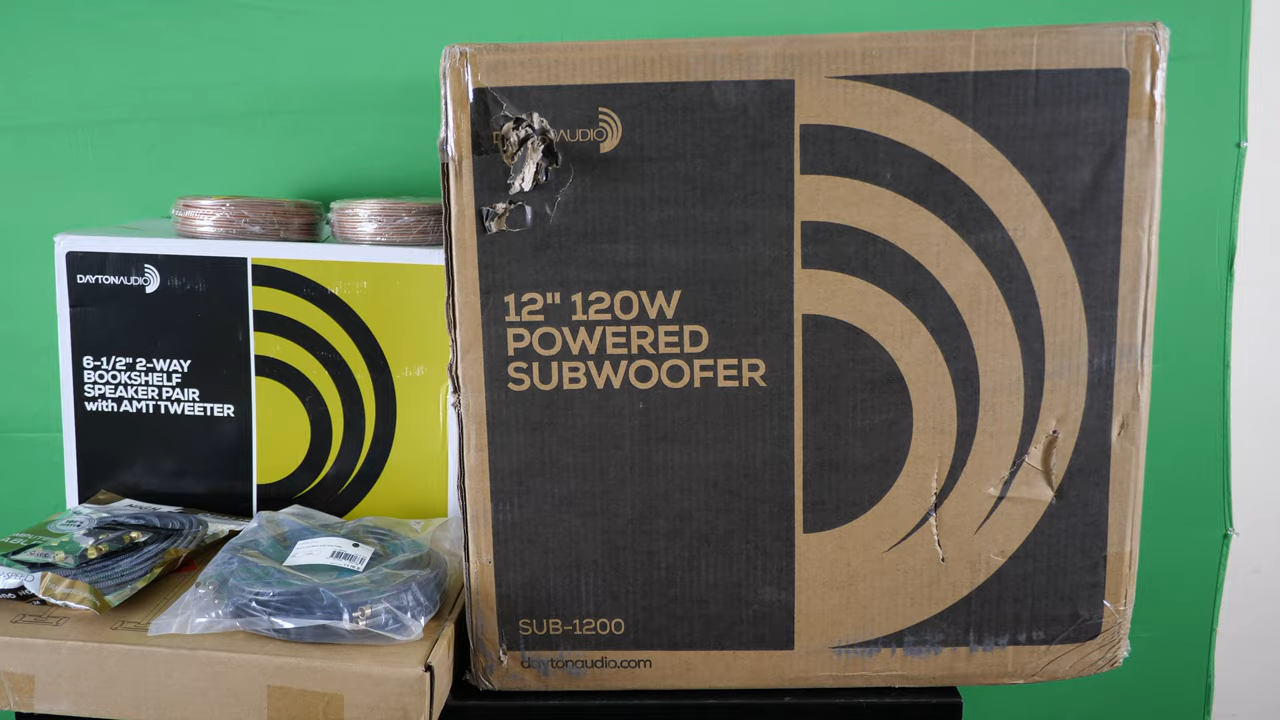 DAYTONAUDIO
6-1/2" 2-WAY
BOOKSHELF
SPEAKER PAIR
with AMT TWEETER
AUDIO
12" 120W
POWERED
SUBWOOFER
SUB-1200
daytonaudio.com